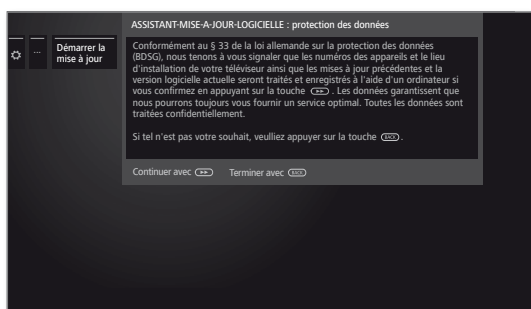 ASSISTANT-MISE-A-JOUR-LOGICIELLE : protection des données
...
Démarrer la
mise à jour
Conformément au § 33 de la loi allemande sur la protection des données
(BDSG), nous tenons à vous signaler que les numéros des appareils et le lieu
d'installation de votre téléviseur ainsi que les mises à jour précédentes et la
version logicielle actuelle seront traités et enregistrés à l'aide d'un ordinateur si
vous confirmez en appuyant sur la touche ▶▶ . Les données garantissent que
nous pourrons toujours vous fournir un service optimal. Toutes les données sont
traitées confidentiellement.
Si tel n'est pas votre souhait, veulliez appuyer sur la touche BACK .
Continuer avec ▶▶ Terminer avec BACK